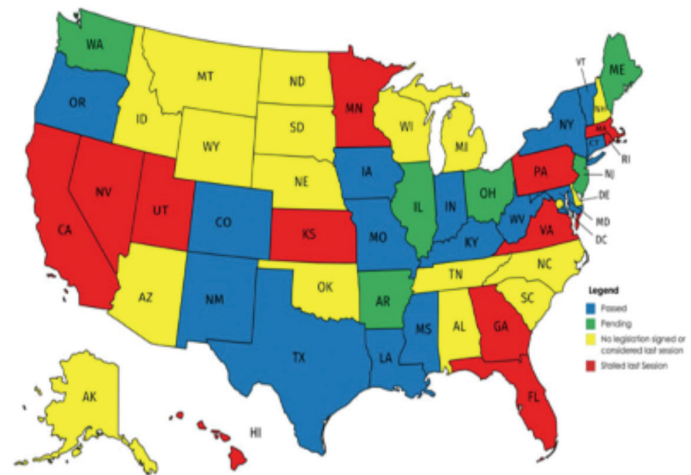 WA
MT
ND
MN
VT
ME
OR
ID
SD
WI
MI
NY
NH
MA
CT
RI
WY
IA
NE
PA
NJ
NV
UT
CO
IL
IN
OH
DE
CA
KS
MO
KY
WV
VA
MD
DC
AZ
NM
OK
AR
TN
NC
SC
TX
LA
MS
AL
GA
FL
AK
HI
Legend
Passed
Pending
No legislation signed or
considered last session
Stalled last Session